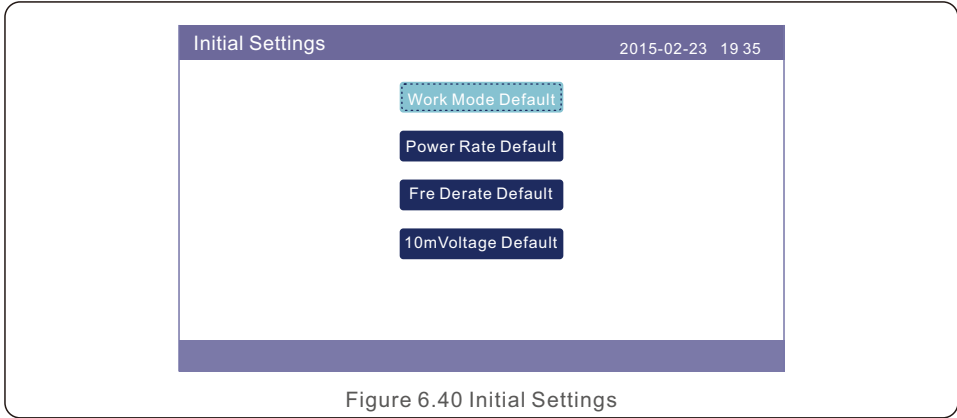 Initial Settings 2015-02-23 19 35
Work Mode Default
Power Rate Default
Fre Derate Default
10mVoltage Default
Figure 6.40 Initial Settings